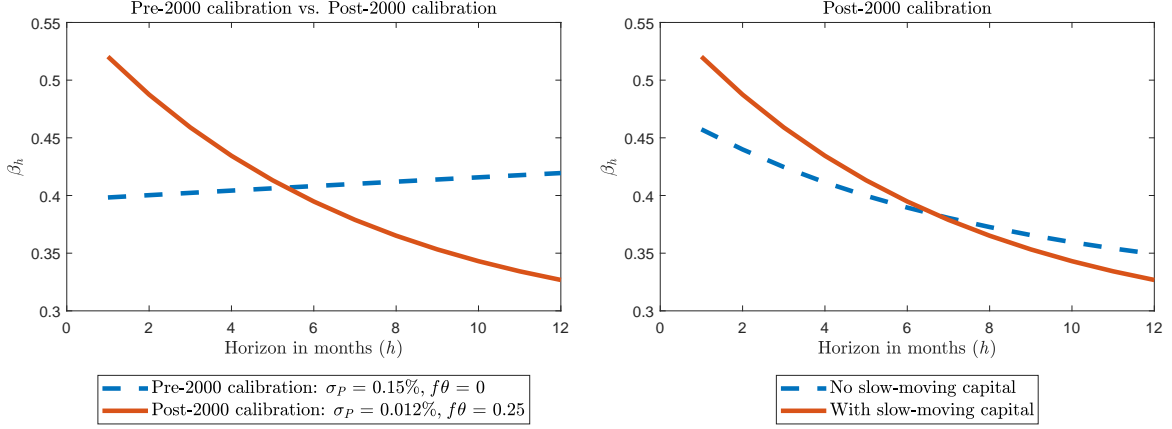 Pre-2000 calibration vs. Post-2000 calibration
0.55
0.5
0.45
0.4
0.35
0.3
β_h
0 2 4 6 8 10 12
Horizon in months (h)
Pre-2000 calibration: σ_P = 0.15%, fθ = 0
Post-2000 calibration: σ_P = 0.012%, fθ = 0.25
Post-2000 calibration
0.55
0.5
0.45
0.4
0.35
0.3
β_h
0 2 4 6 8 10 12
Horizon in months (h)
No slow-moving capital
With slow-moving capital